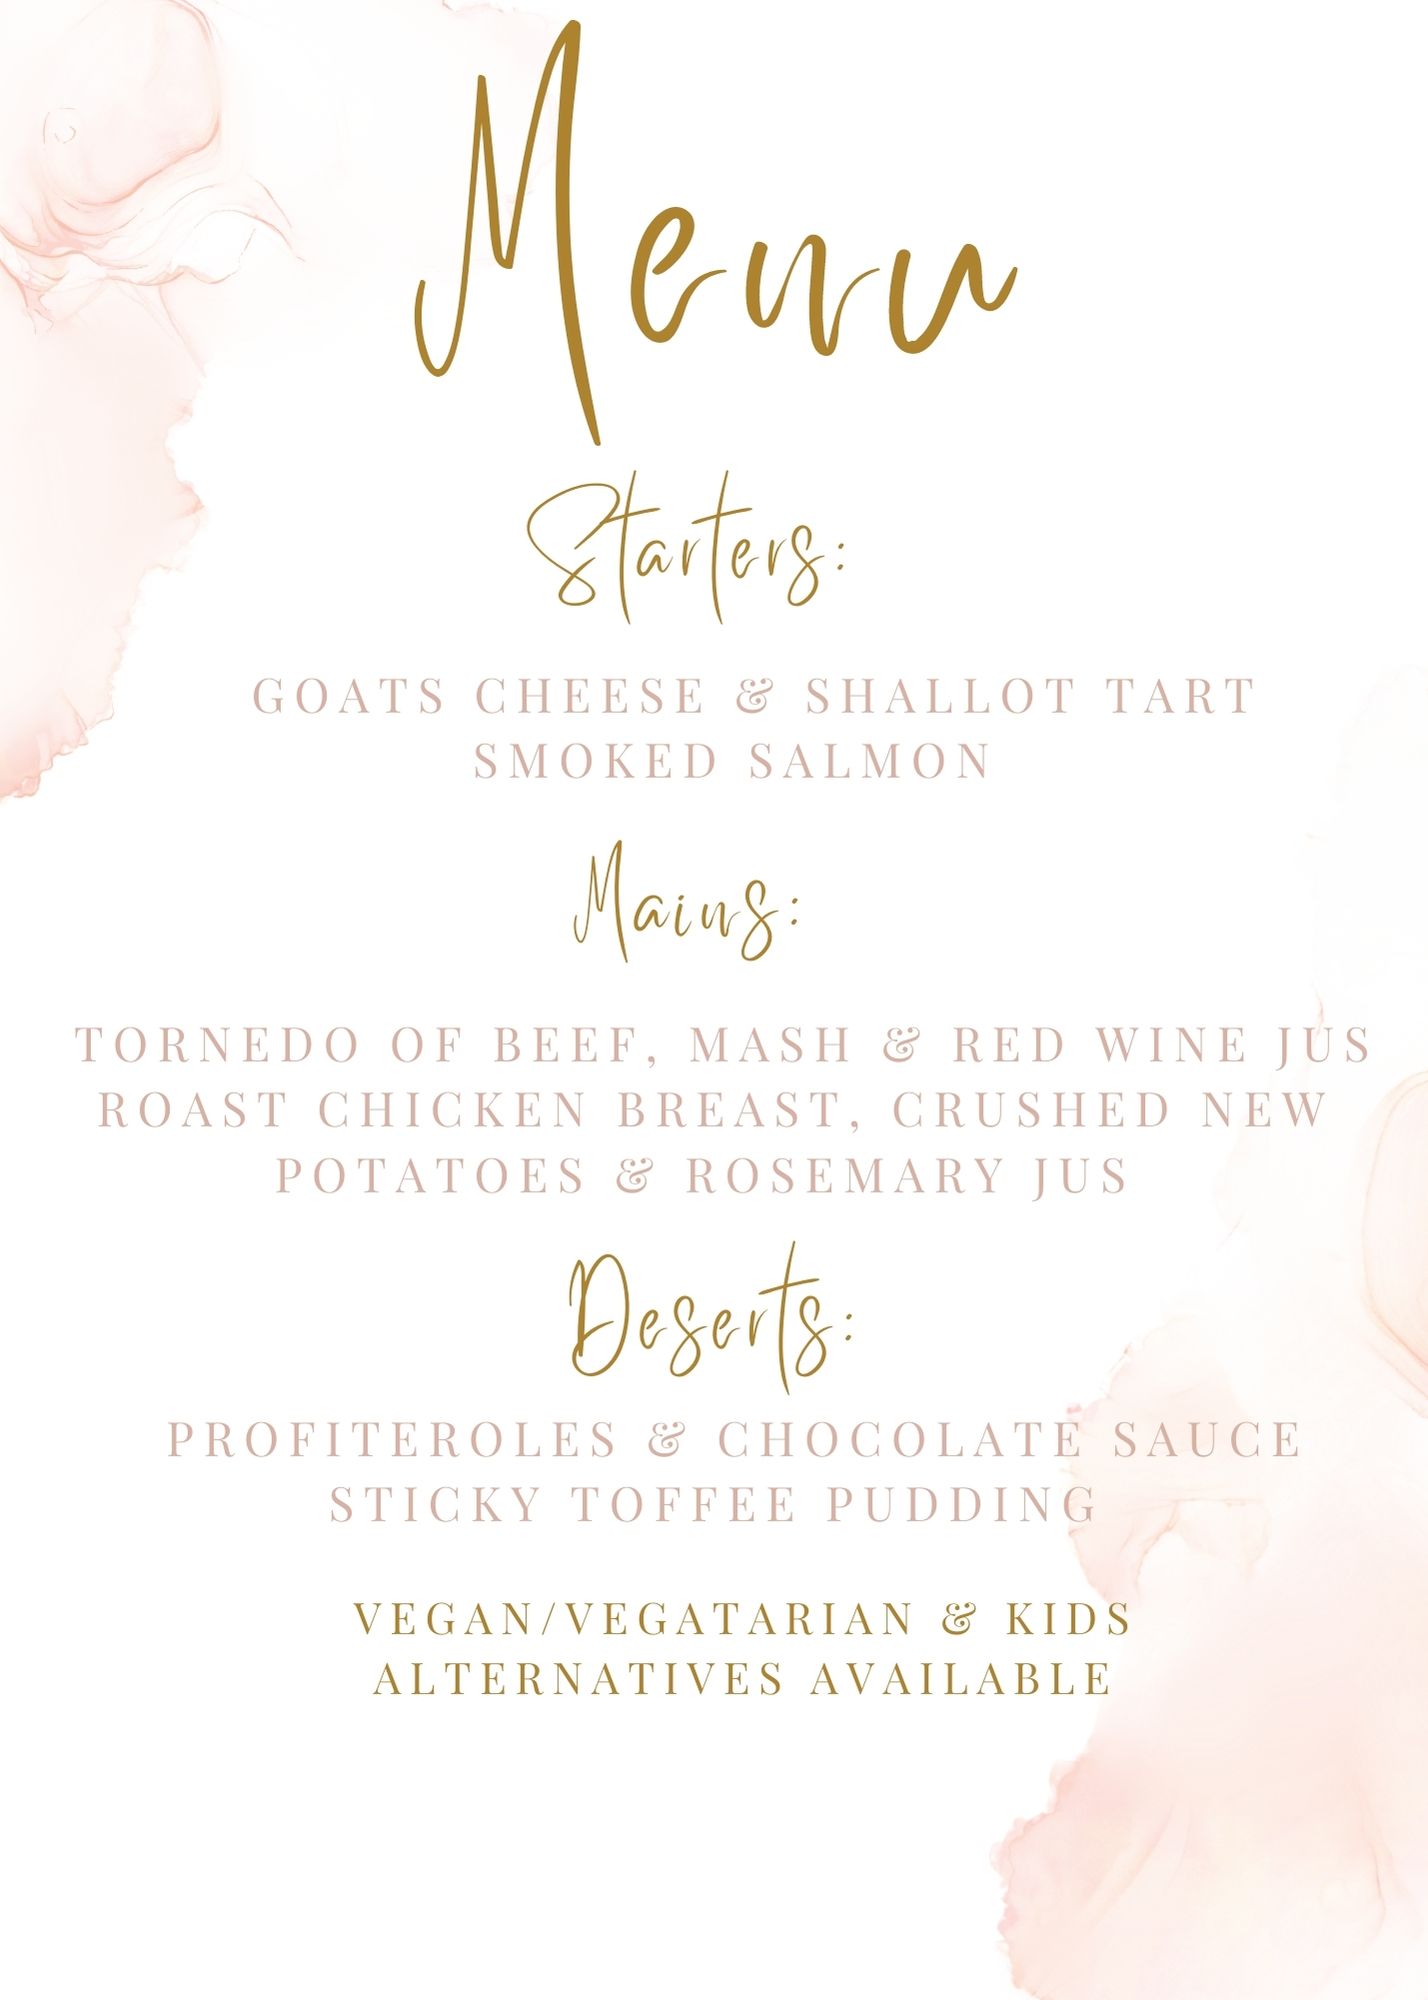 Menu
Starters:
GOATS CHEESE & SHALLOT TART
SMOKED SALMON
Mains:
TORNEDO OF BEEF, MASH & RED WINE JUS
ROAST CHICKEN BREAST, CRUSHED NEW
POTATOES & ROSEMARY JUS
Deserts:
PROFITEROLES & CHOCOLATE SAUCE
STICKY TOFFEE PUDDING
VEGAN/VEGATARIAN & KIDS
ALTERNATIVES AVAILABLE